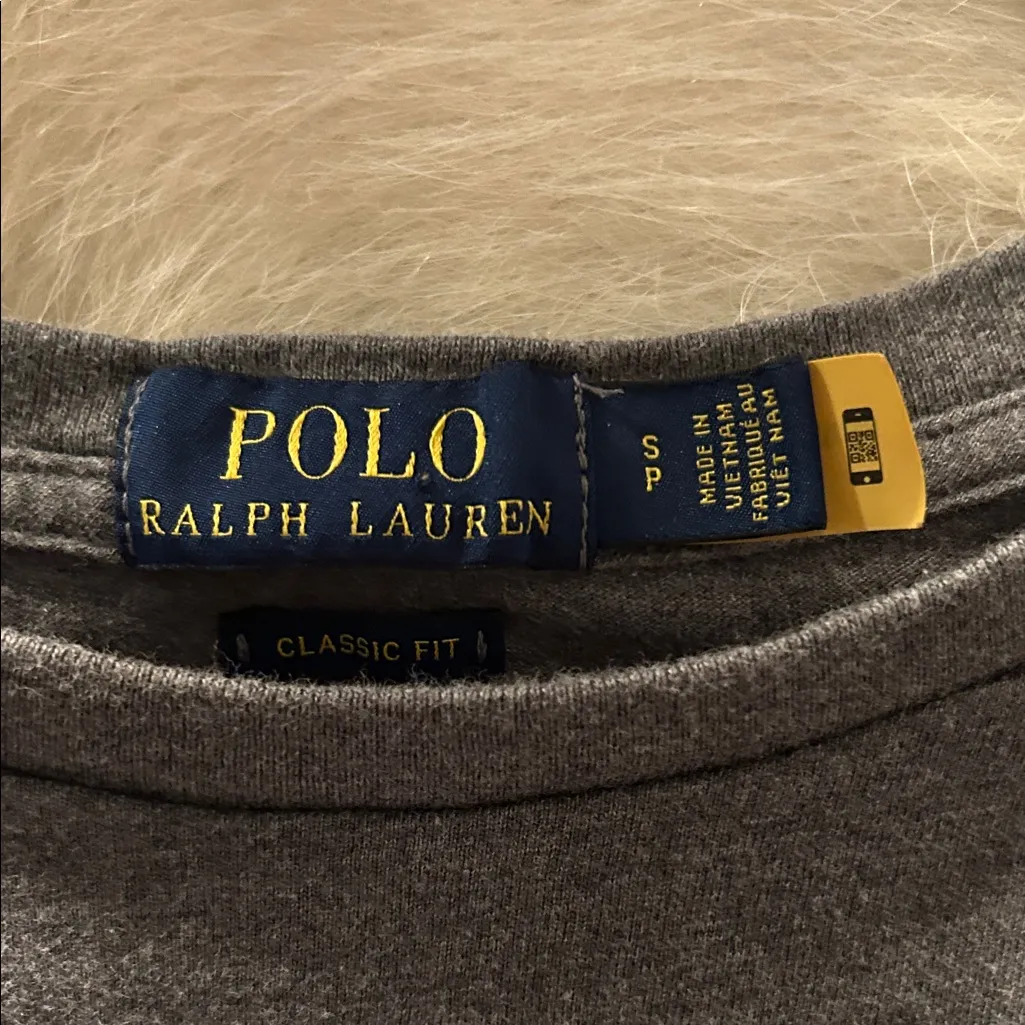 POLO
RALPH LAUREN
S
P
MADE IN
VIETNAM
FABRIQUÉ AU
VIÊT NAM
CLASSIC FIT